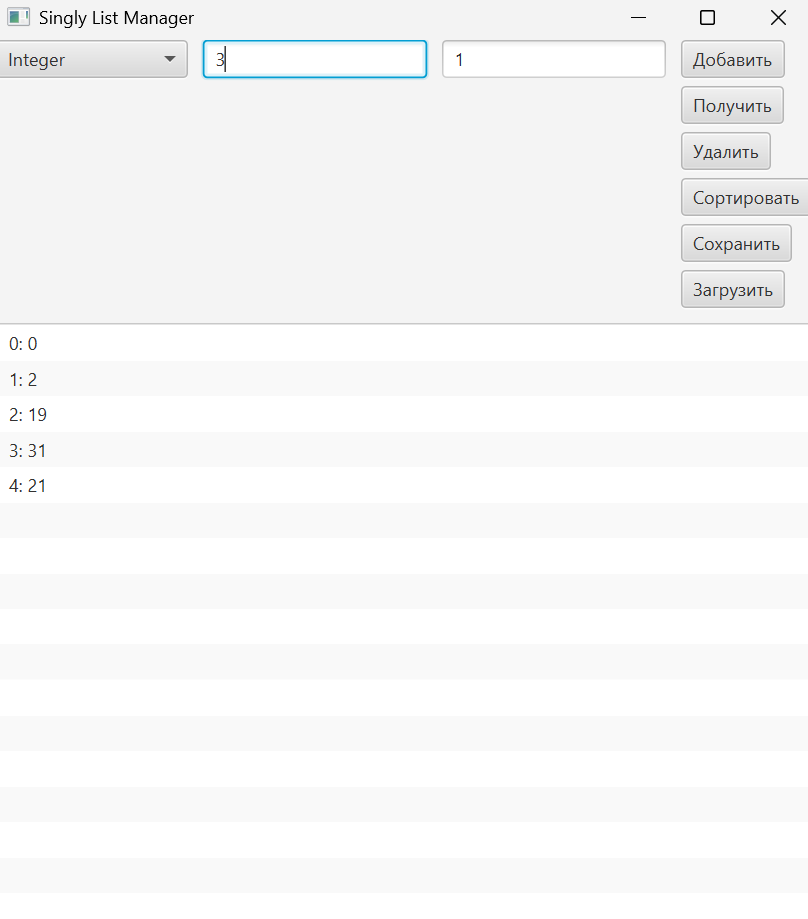 Singly List Manager
Integer 3 1 Добавить
Получить
Удалить
Сортировать
Сохранить
Загрузить
0: 0
1: 2
2: 19
3: 31
4: 21